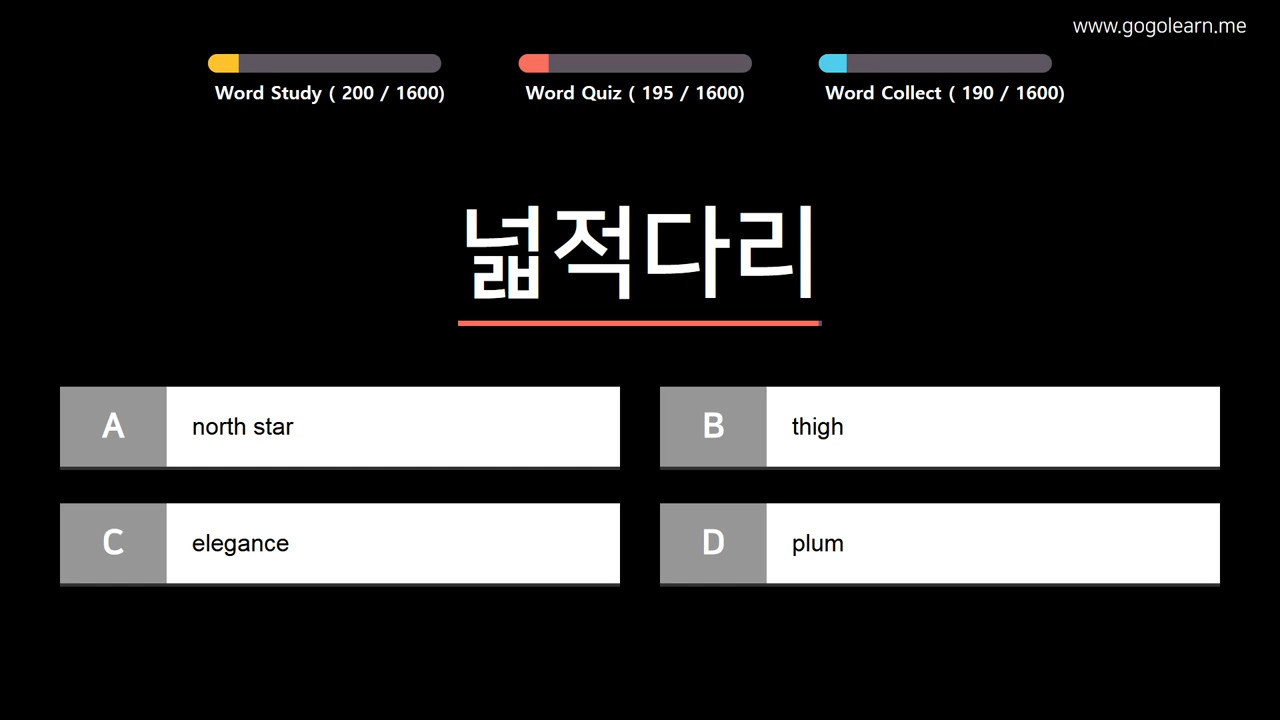 www.gogolearn.me
Word Study ( 200 / 1600)
Word Quiz ( 195 / 1600)
Word Collect ( 190 / 1600)
넓적다리
A north star
B thigh
C elegance
D plum